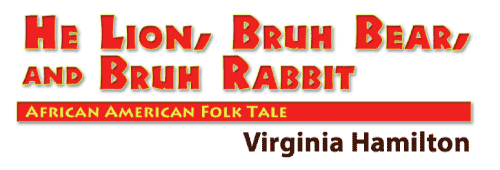 He Lion, Bruh Bear,
and Bruh Rabbit
African American Folk Tale
Virginia Hamilton